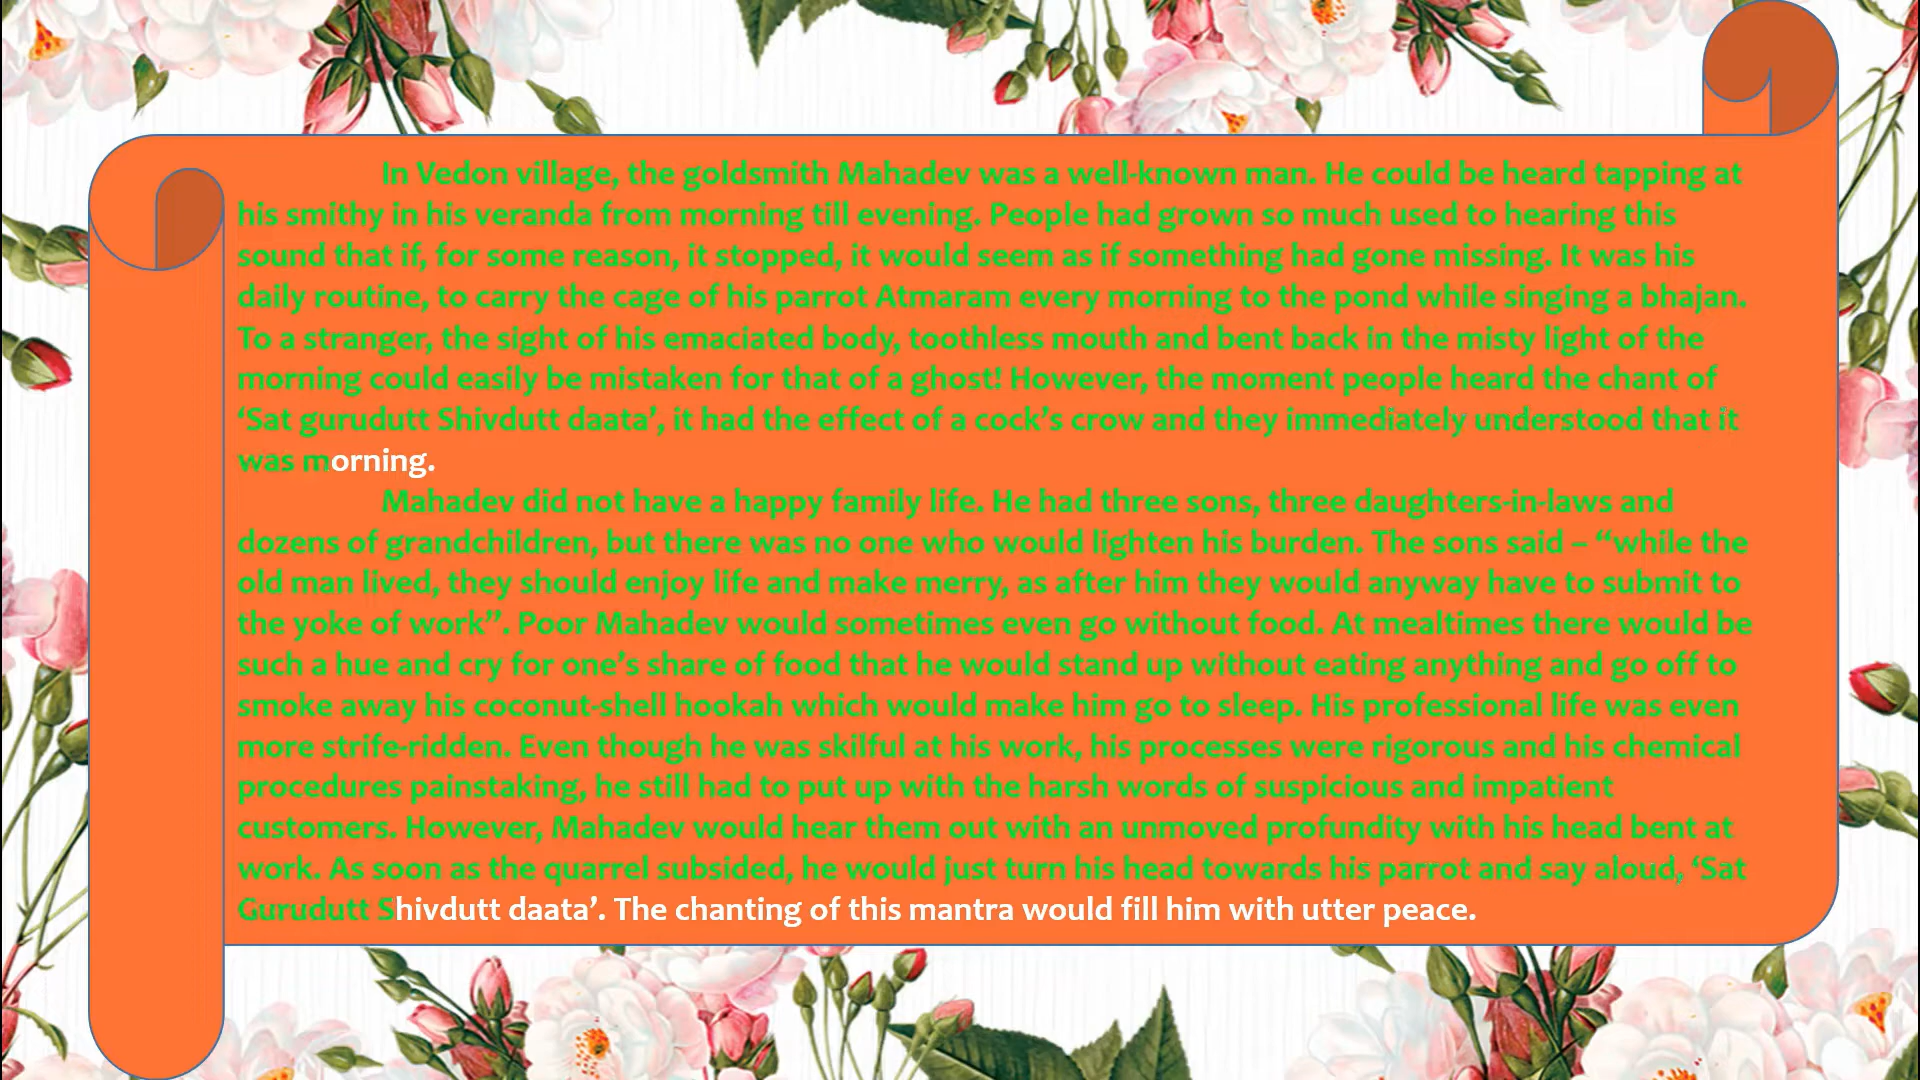 In Vedon village, the goldsmith Mahadev was a well-known man. He could be heard tapping at
his smithy in his veranda from morning till evening. People had grown so much used to hearing this
sound that if, for some reason, it stopped, it would seem as if something had gone missing. It was his
daily routine, to carry the cage of his parrot Atmaram every morning to the pond while singing a bhajan.
To a stranger, the sight of his emaciated body, toothless mouth and bent back in the misty light of the
morning could easily be mistaken for that of a ghost! However, the moment people heard the chant of
‘Sat gurudutt Shivdutt daata’, it had the effect of a cock’s crow and they immediately understood that it
was morning.
Mahadev did not have a happy family life. He had three sons, three daughters-in-laws and
dozens of grandchildren, but there was no one who would lighten his burden. The sons said – “while the
old man lived, they should enjoy life and make merry, as after him they would anyway have to submit to
the yoke of work”. Poor Mahadev would sometimes even go without food. At mealtimes there would be
such a hue and cry for one’s share of food that he would stand up without eating anything and go off to
smoke away his coconut-shell hookah which would make him go to sleep. His professional life was even
more strife-ridden. Even though he was skilful at his work, his processes were rigorous and his chemical
procedures painstaking, he still had to put up with the harsh words of suspicious and impatient
customers. However, Mahadev would hear them out with an unmoved profundity with his head bent at
work. As soon as the quarrel subsided, he would just turn his head towards his parrot and say aloud, ‘Sat
Gurudutt Shivdutt daata’. The chanting of this mantra would fill him with utter peace.